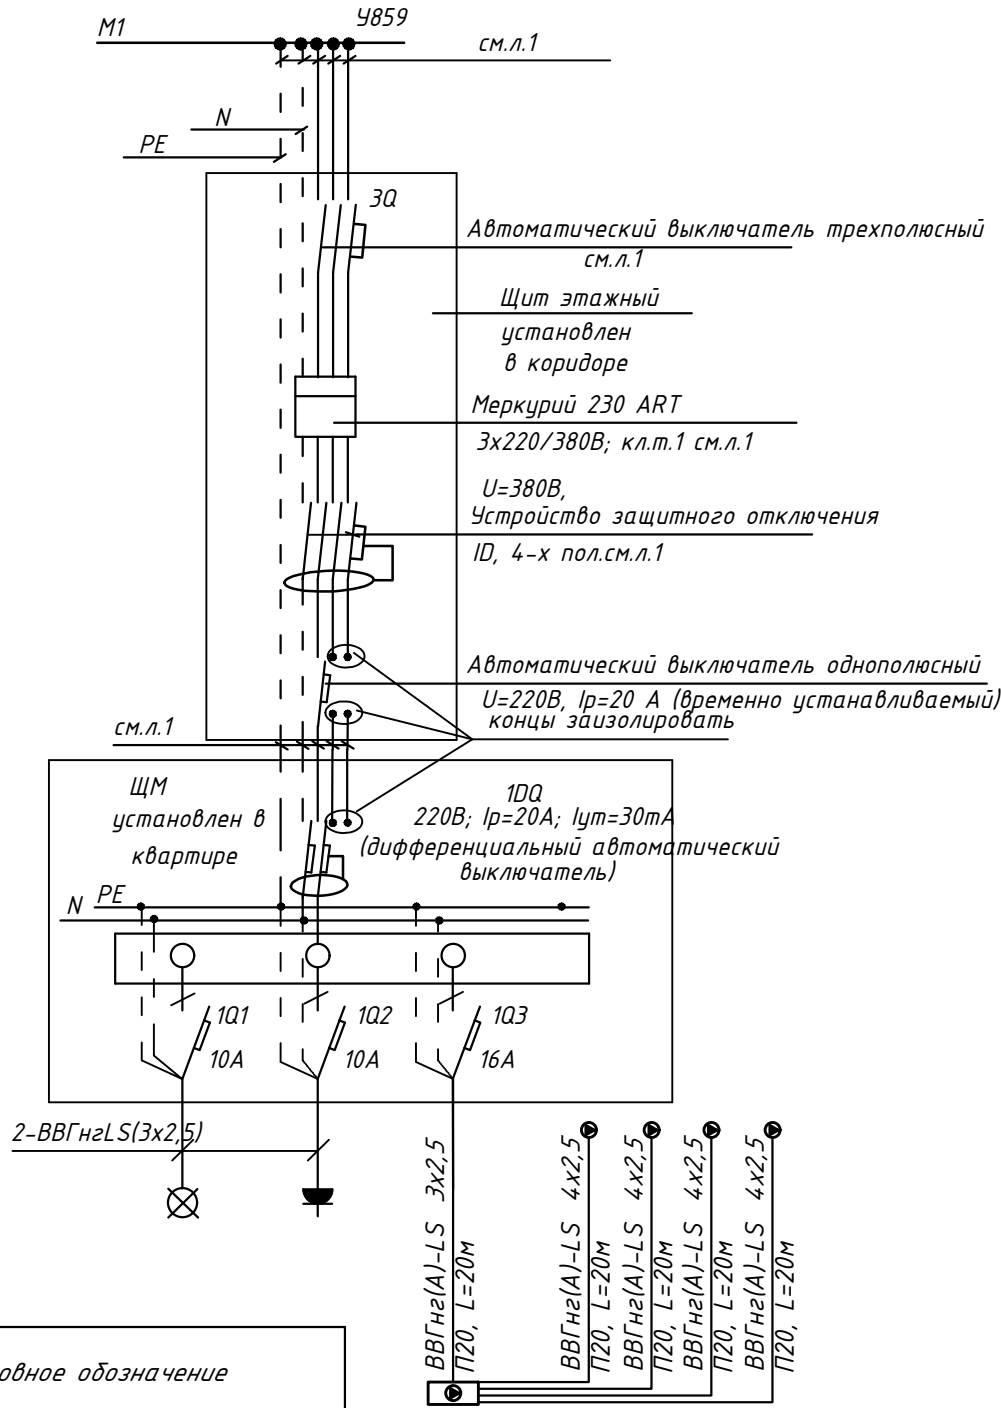 М1
У859
см.л.1
N
PE
3Q
Автоматический выключатель трехполюсный
см.л.1
Щит этажный
установлен
в коридоре
Меркурий 230 ART
3х220/380В; кл.т.1 см.л.1
U=380В,
Устройство защитного отключения
ID, 4-х пол.см.л.1
Автоматический выключатель однополюсный
U=220В, Iр=20 А (временно устанавливаемый)
концы заизолировать
см.л.1
ЩМ
установлен в
квартире
1DQ
220В; Iр=20А; Iут=30mA
(дифференциальный автоматический
выключатель)
N
PE
1Q1
10А
1Q2
10А
1Q3
16А
2-ВВГнгLS(3х2,5)
ВВГнг(А)-LS 3х2,5
П20, L=20м
ВВГнг(А)-LS 4х2,5
П20, L=20м
ВВГнг(А)-LS 4х2,5
П20, L=20м
ВВГнг(А)-LS 4х2,5
П20, L=20м
ВВГнг(А)-LS 4х2,5
П20, L=20м
овное обозначение